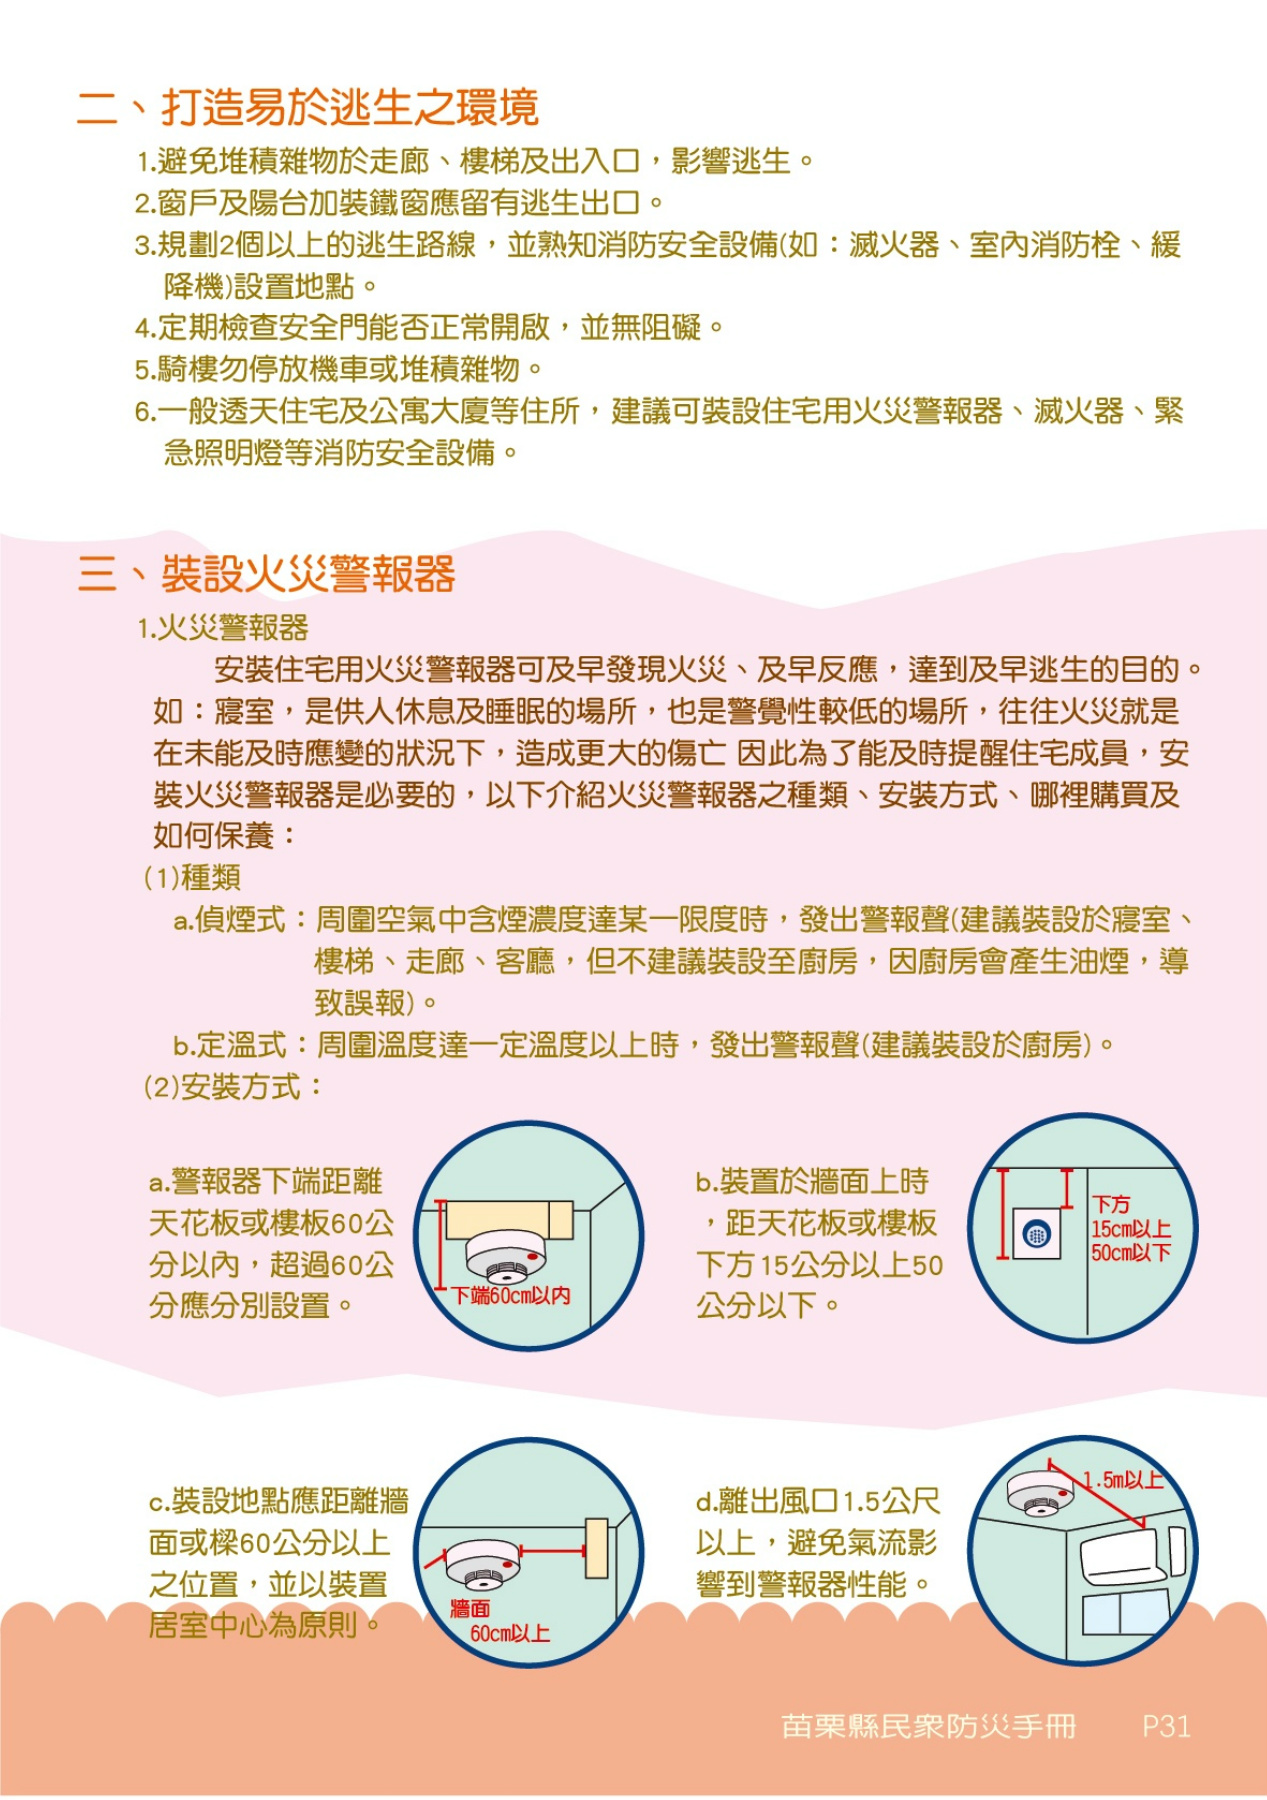 二、打造易於逃生之環境
1.避免堆積雜物於走廊、樓梯及出入口，影響逃生。
2.窗戶及陽台加裝鐵窗應留有逃生出口。
3.規劃2個以上的逃生路線，並熟知消防安全設備(如：滅火器、室內消防栓、緩
降機)設置地點。
4.定期檢查安全門能否正常開啟，並無阻礙。
5.騎樓勿停放機車或堆積雜物。
6.一般透天住宅及公寓大廈等住所，建議可裝設住宅用火災警報器、滅火器、緊
急照明燈等消防安全設備。
三、裝設火災警報器
1.火災警報器
安裝住宅用火災警報器可及早發現火災、及早反應，達到及早逃生的目的。
如：寢室，是供人休息及睡眠的場所，也是警覺性較低的場所，往往火災就是
在未能及時應變的狀況下，造成更大的傷亡 因此為了能及時提醒住宅成員，安
裝火災警報器是必要的，以下介紹火災警報器之種類、安裝方式、哪裡購買及
如何保養：
(1)種類
a.偵煙式：周圍空氣中含煙濃度達某一限度時，發出警報聲(建議裝設於寢室、
樓梯、走廊、客廳，但不建議裝設至廚房，因廚房會產生油煙，導
致誤報)。
b.定溫式：周圍溫度達一定溫度以上時，發出警報聲(建議裝設於廚房)。
(2)安裝方式：
a.警報器下端距離
天花板或樓板60公
分以內，超過60公
分應分別設置。
下端60cm以內
b.裝置於牆面上時
，距天花板或樓板
下方15公分以上50
公分以下。
下方
15cm以上
50cm以下
c.裝設地點應距離牆
面或樑60公分以上
之位置，並以裝置
居室中心為原則。
牆面
60cm以上
d.離出風口1.5公尺
以上，避免氣流影
響到警報器性能。
1.5m以上
苗栗縣民眾防災手冊 P31